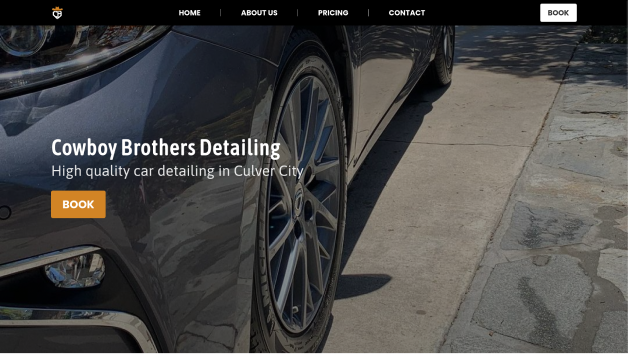 HOME
ABOUT US
PRICING
CONTACT
BOOK
Cowboy Brothers Detailing
High quality car detailing in Culver City
BOOK